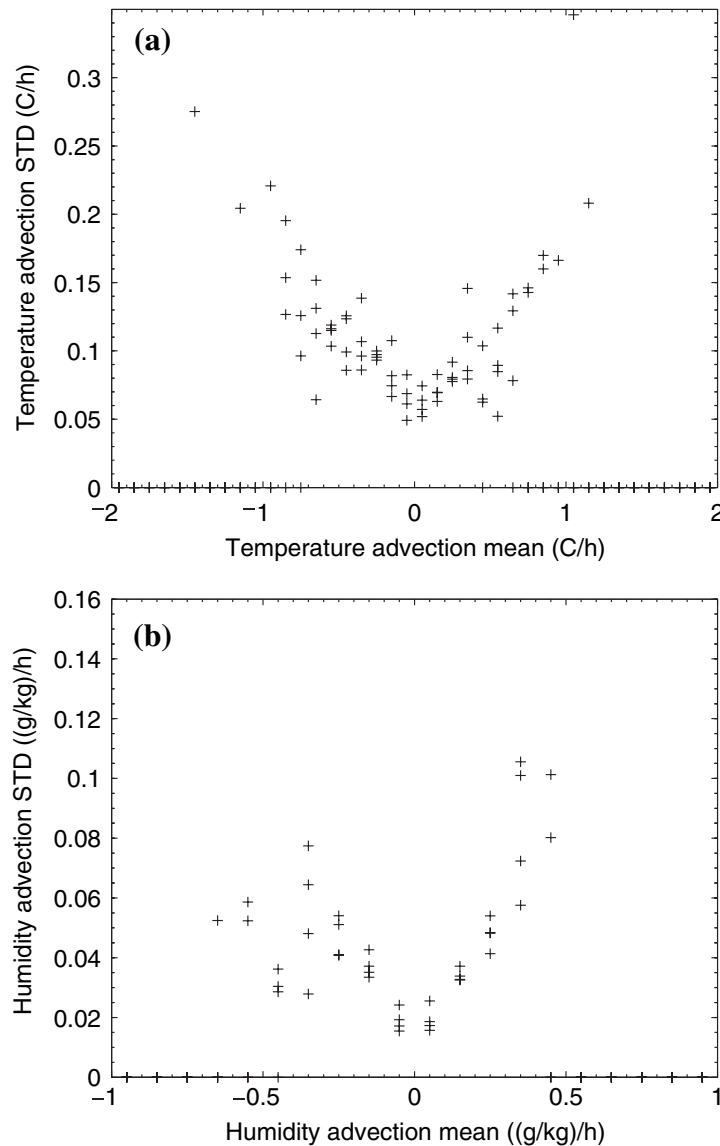 (a)
Temperature advection STD (C/h)
0.3
0.25
0.2
0.15
0.1
0.05
0
−2 −1 0 1 2
Temperature advection mean (C/h)
(b)
Humidity advection STD ((g/kg)/h)
0.16
0.14
0.12
0.1
0.08
0.06
0.04
0.02
0
−1 −0.5 0 0.5 1
Humidity advection mean ((g/kg)/h)